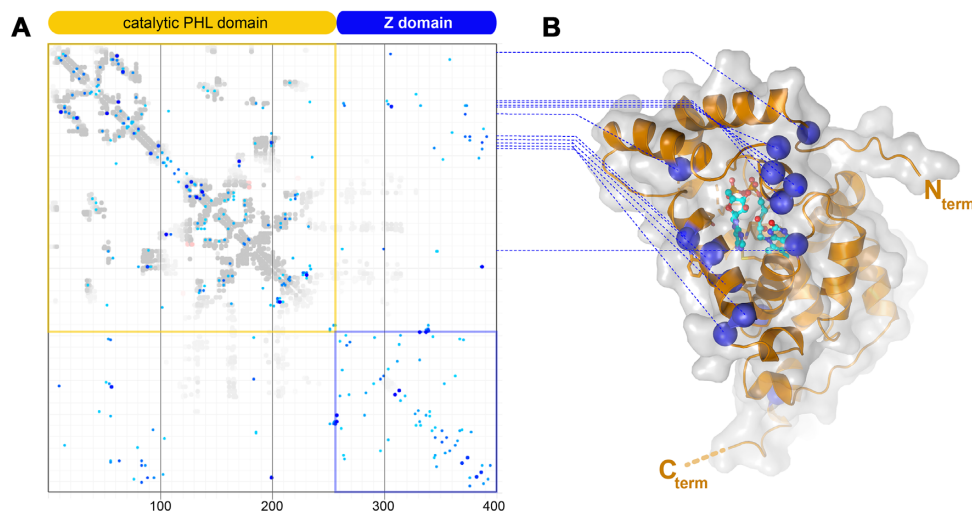 catalytic PHL domain
Z domain
A
B
N term
C term
100
200
300
400